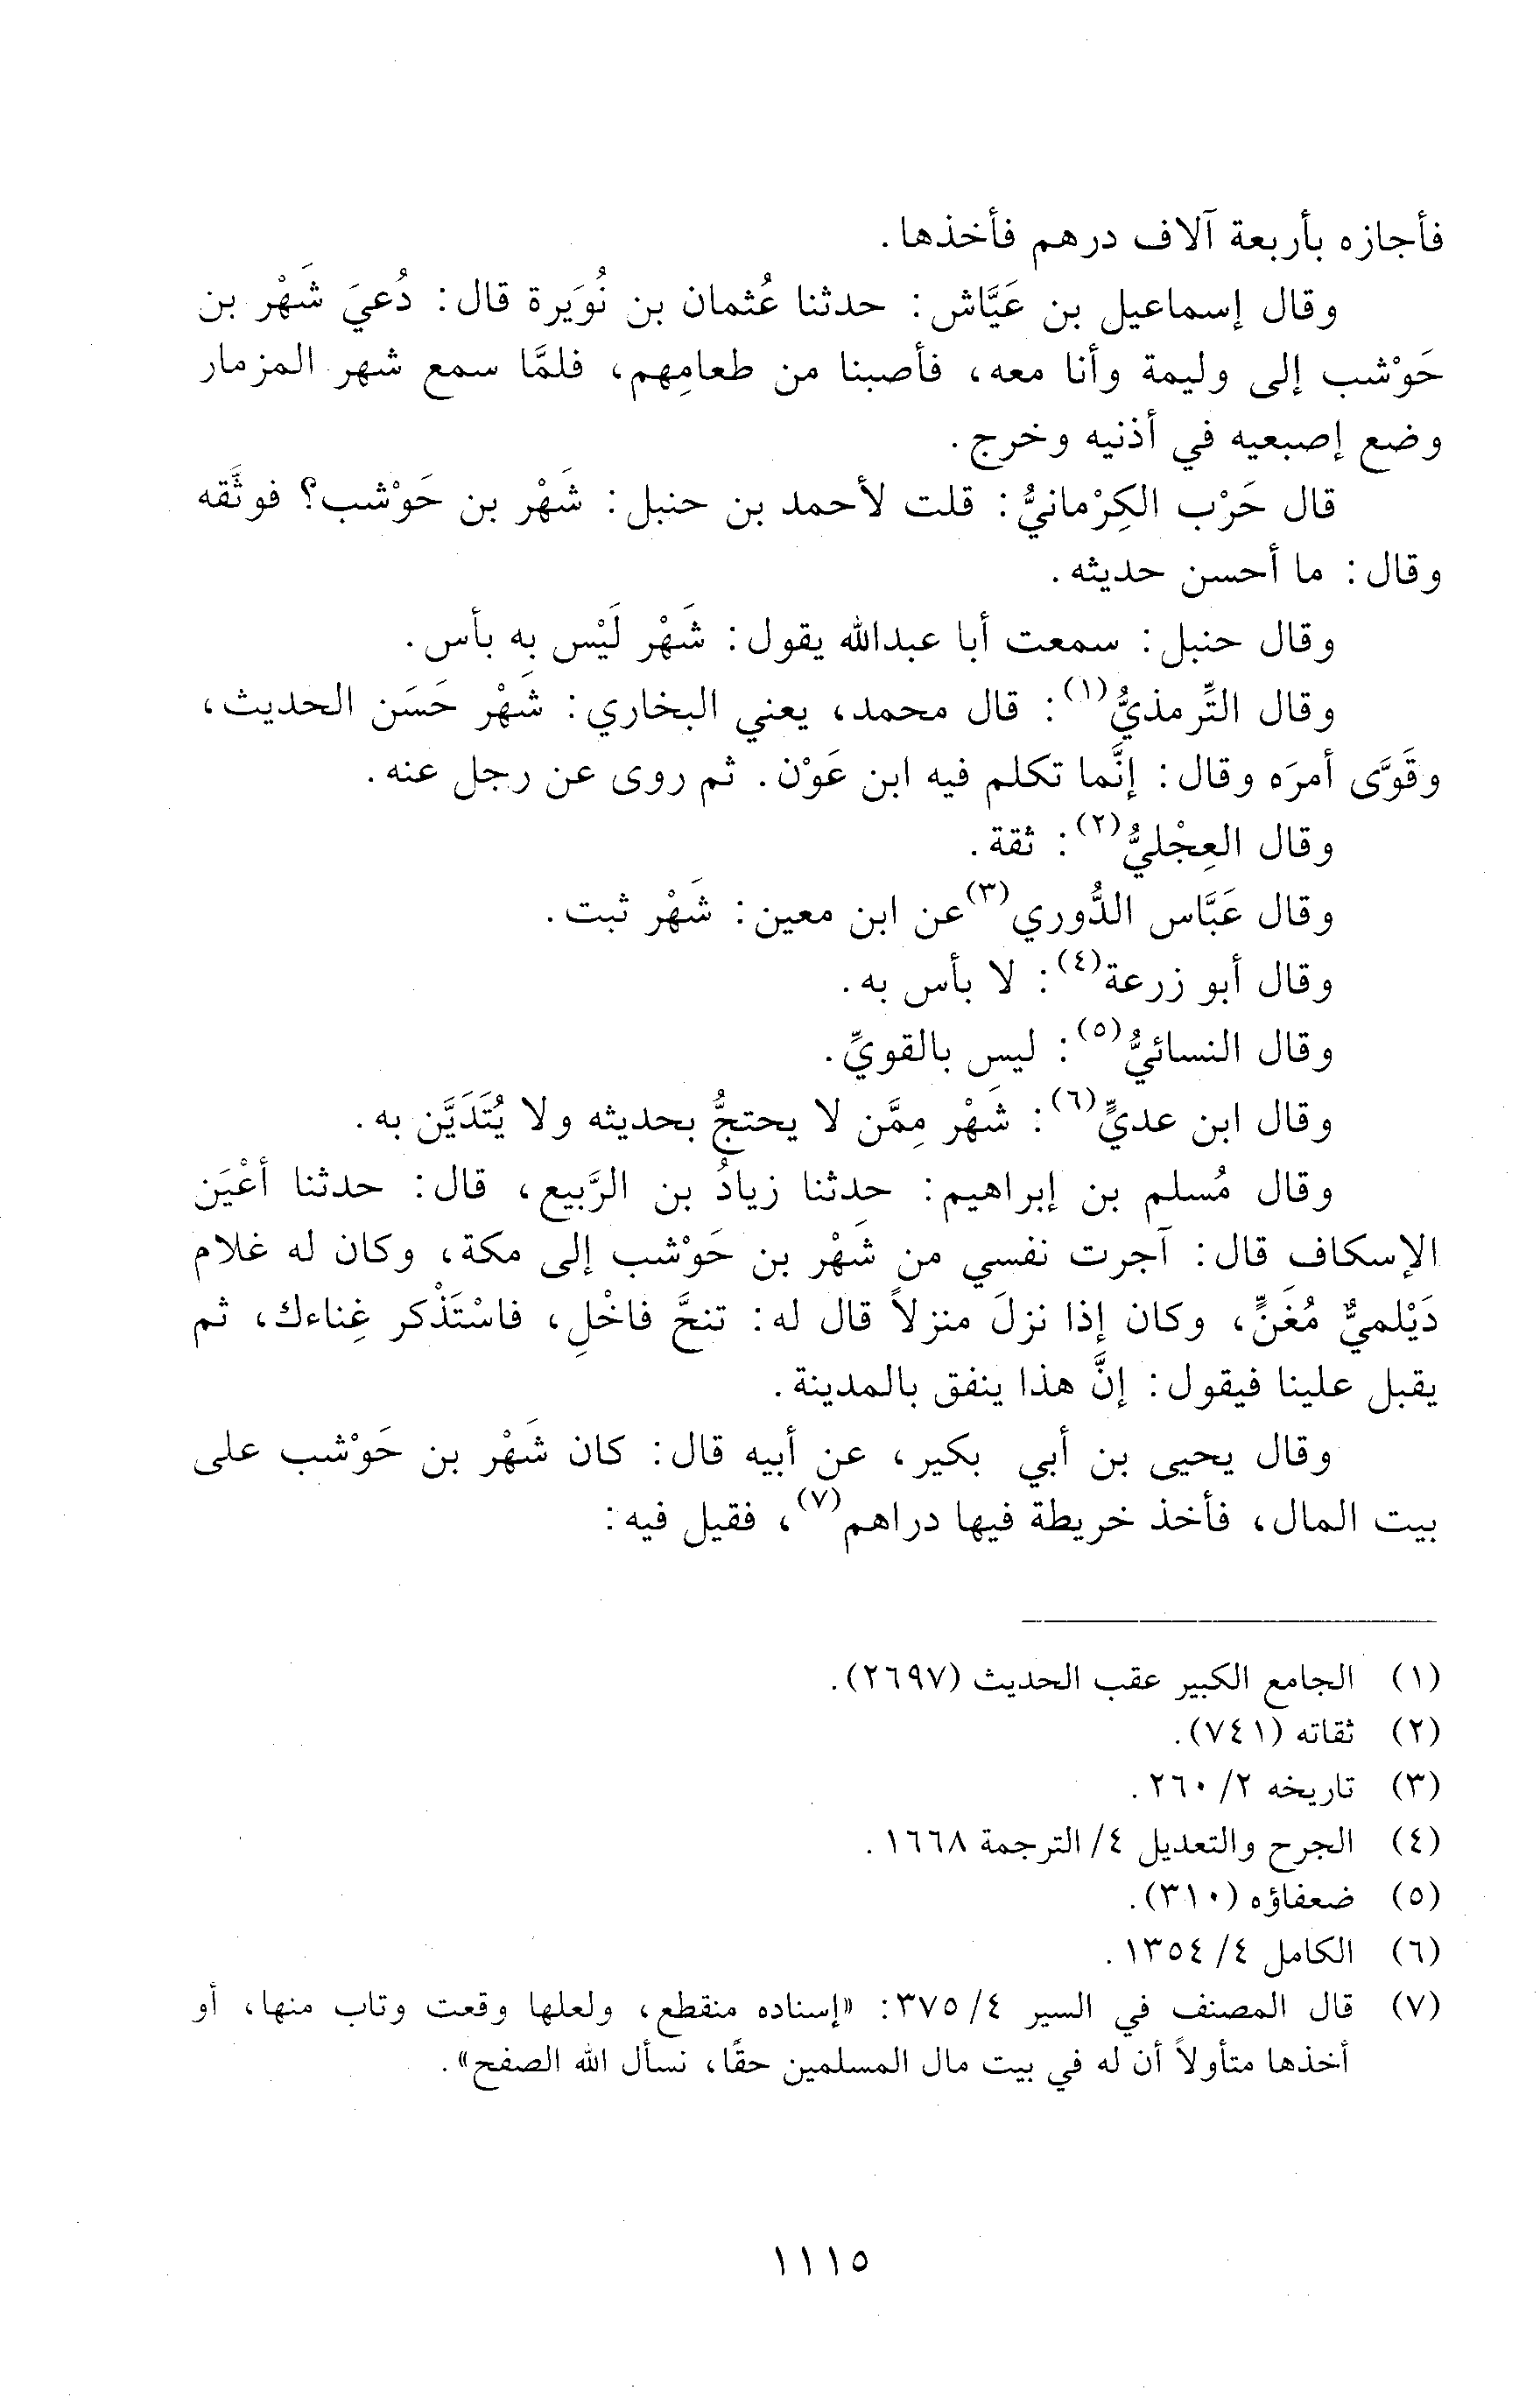 فأجازه بأربعة آلاف درهم فأخذها.
وقال إسماعيل بن عَيَّاش: حدثنا عُثمان بن نُوَيرة قال: دُعيَ شَهْر بن
حَوْشب إلى وليمة وأنا معه، فأصبنا من طعامِهم، فلمَّا سمع شهر المزمار
وضع إصبعيه في أذنيه وخرج.
قال حَرْب الكِرْمانيُّ: قلت لأحمد بن حنبل: شَهْر بن حَوْشب؟ فوثَّقه
وقال: ما أحسن حديثه.
وقال حنبل: سمعت أبا عبدالله يقول: شَهْر لَيْس بِه بأس.
وقال التِّرمذيُّ(١): قال محمد، يعني البخاري: شَهْر حَسَن الحديث،
وقَوَّى أمرَه وقال: إنَّما تكلم فيه ابن عَوْن. ثم روى عن رجل عنه.
وقال العِجْليُّ(٢): ثقة.
وقال عَبَّاس الدُّوري(٣) عن ابن معين: شَهْر ثبت.
وقال أبو زرعة(٤): لا بأس به.
وقال النسائيُّ(٥): ليس بالقويِّ.
وقال ابن عديٍّ(٦): شَهْر مِمَّن لا يحتجُّ بحديثه ولا يُتَدَيَّن به.
وقال مُسلم بن إبراهيم: حدثنا زيادُ بن الرَّبيع، قال: حدثنا أعْيَن
الإسكاف قال: آجرت نفسي من شَهْر بن حَوْشب إلى مكة، وكان له غلام
دَيْلميٌّ مُغَنٍّ، وكان إذا نزلَ منزلاً قال له: تنحَّ فاخْلِ، فاسْتَذْكر غِناءك، ثم
يقبل علينا فيقول: إنَّ هذا ينفق بالمدينة.
وقال يحيى بن أبي بكير، عن أبيه قال: كان شَهْر بن حَوْشب على
بيت المال، فأخذ خريطة فيها دراهم(٧)، فقيل فيه:
(١) الجامع الكبير عقب الحديث (٢٦٩٧).
(٢) ثقاته (٧٤١).
(٣) تاريخه ٢/ ٢٦٠.
(٤) الجرح والتعديل ٤/ الترجمة ١٦٦٨.
(٥) ضعفاؤه (٣١٠).
(٦) الكامل ٤/ ١٣٥٤.
(٧) قال المصنف في السير ٤/ ٣٧٥: «إسناده منقطع، ولعلها وقعت وتاب منها، أو
أخذها متأولاً أن له في بيت مال المسلمين حقًا، نسأل الله الصفح».
١١١٥